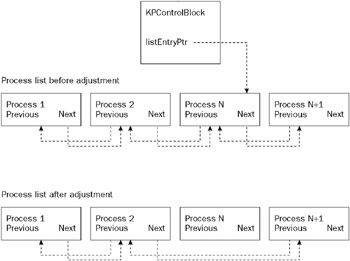 KPControlBlock
listEntryPtr
Process list before adjustment
Process 1
Previous Next
Process 2
Previous Next
Process N
Previous Next
Process N+1
Previous Next
Process list after adjustment
Process 1
Previous Next
Process 2
Previous Next
Process N
Previous Next
Process N+1
Previous Next